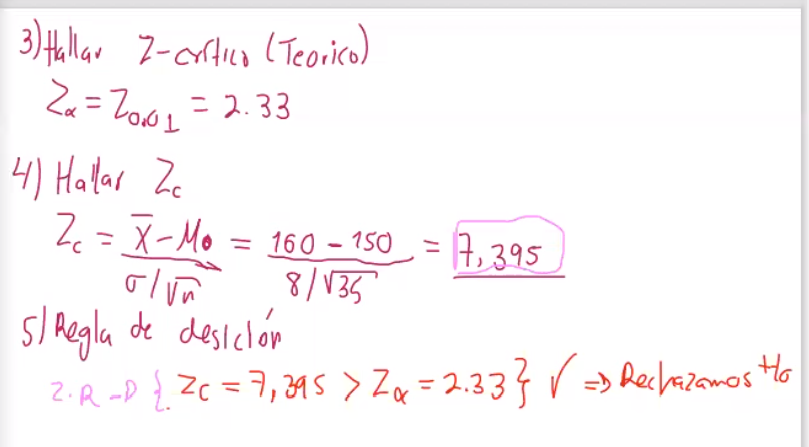 3) Hallar Z-crítico (Teorico)
Zα = Z0.01 = 2.33
4) Hallar Zc
Zc = (X̄ - M0) / (σ/√n) = (160 - 150) / (8/√35) = 7,395
5) Regla de desición
Z.R → { Zc = 7,395 > Zα = 2.33 } ✓ ⇒ Rechazamos Ho